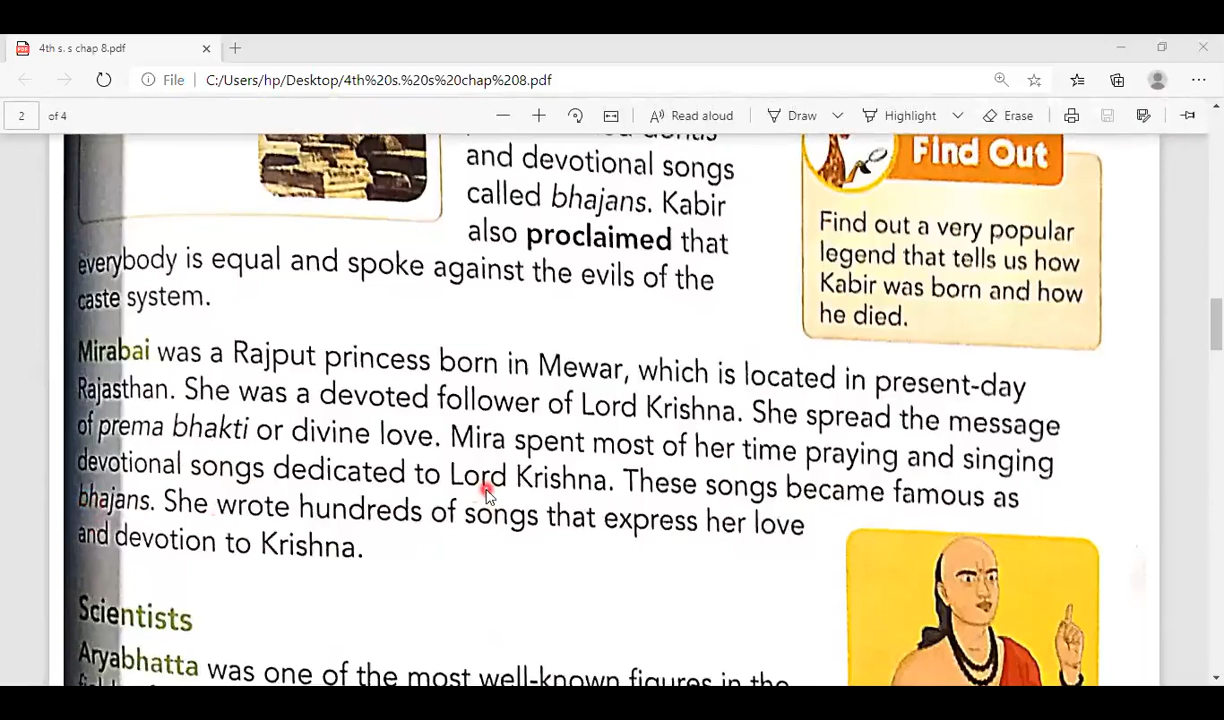 4th s. s chap 8.pdf
File
C:/Users/hp/Desktop/4th%20s.%20s%20chap%208.pdf
2 of 4
Read aloud
Draw
Highlight
Erase
and devotional songs
called bhajans. Kabir
also proclaimed that
everybody is equal and spoke against the evils of the
caste system.
Find Out
Find out a very popular
legend that tells us how
Kabir was born and how
he died.
Mirabai was a Rajput princess born in Mewar, which is located in present-day
Rajasthan. She was a devoted follower of Lord Krishna. She spread the message
of prema bhakti or divine love. Mira spent most of her time praying and singing
devotional songs dedicated to Lord Krishna. These songs became famous as
bhajans. She wrote hundreds of songs that express her love
and devotion to Krishna.
Scientists
Aryabhatta was one of the most well-known figures in the